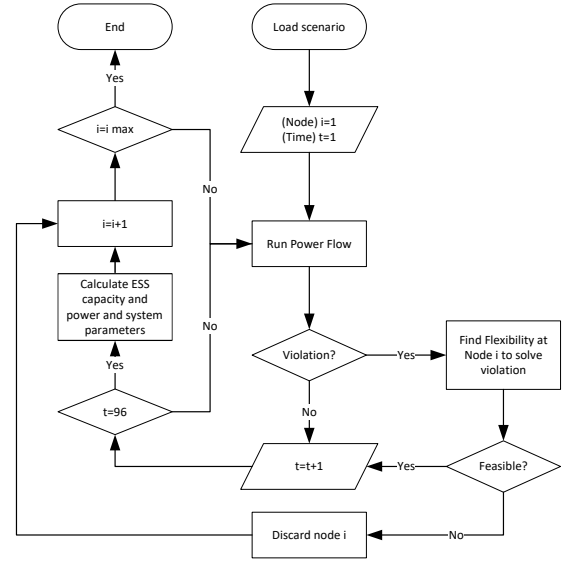 End
Load scenario
Yes
i=i max
(Node) i=1
(Time) t=1
No
i=i+1
Run Power Flow
Calculate ESS
capacity and
power and system
parameters
No
Violation?
Yes
Find Flexibility at
Node i to solve
violation
Yes
t=96
No
t=t+1
Yes
Feasible?
Discard node i
No